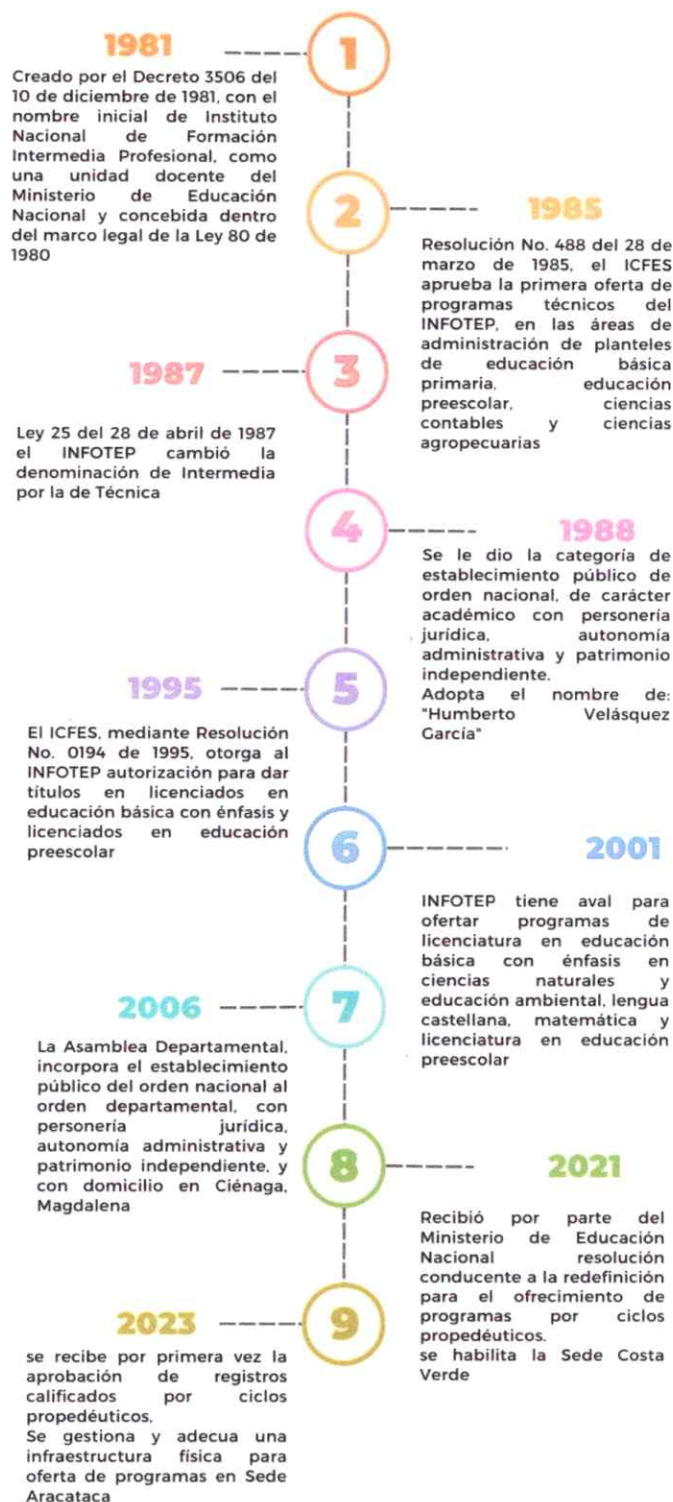 1981
1
Creado por el Decreto 3506 del
10 de diciembre de 1981, con el
nombre inicial de Instituto
Nacional de Formación
Intermedia Profesional, como
una unidad docente del
Ministerio de Educación
Nacional y concebida dentro
del marco legal de la Ley 80 de
1980
2
1985
Resolución No. 488 del 28 de
marzo de 1985, el ICFES
aprueba la primera oferta de
programas técnicos del
INFOTEP, en las áreas de
administración de planteles
de educación básica
primaria, educación
preescolar, ciencias
contables y ciencias
agropecuarias
1987
3
Ley 25 del 28 de abril de 1987
el INFOTEP cambió la
denominación de Intermedia
por la de Técnica
4
1988
Se le dio la categoría de
establecimiento público de
orden nacional, de carácter
académico con personería
jurídica, autonomía
administrativa y patrimonio
independiente.
Adopta el nombre de:
"Humberto Velásquez
García"
1995
5
El ICFES, mediante Resolución
No. 0194 de 1995, otorga al
INFOTEP autorización para dar
títulos en licenciados en
educación básica con énfasis y
licenciados en educación
preescolar
6
2001
INFOTEP tiene aval para
ofertar programas de
licenciatura en educación
básica con énfasis en
ciencias naturales y
educación ambiental, lengua
castellana, matemática y
licenciatura en educación
preescolar
2006
7
La Asamblea Departamental,
incorpora el establecimiento
público del orden nacional al
orden departamental, con
personería jurídica,
autonomía administrativa y
patrimonio independiente, y
con domicilio en Ciénaga,
Magdalena
8
2021
Recibió por parte del
Ministerio de Educación
Nacional resolución
conducente a la redefinición
para el ofrecimiento de
programas por ciclos
propedéuticos.
se habilita la Sede Costa
Verde
2023
9
se recibe por primera vez la
aprobación de registros
calificados por ciclos
propedéuticos,
Se gestiona y adecua una
infraestructura física para
oferta de programas en Sede
Aracataca